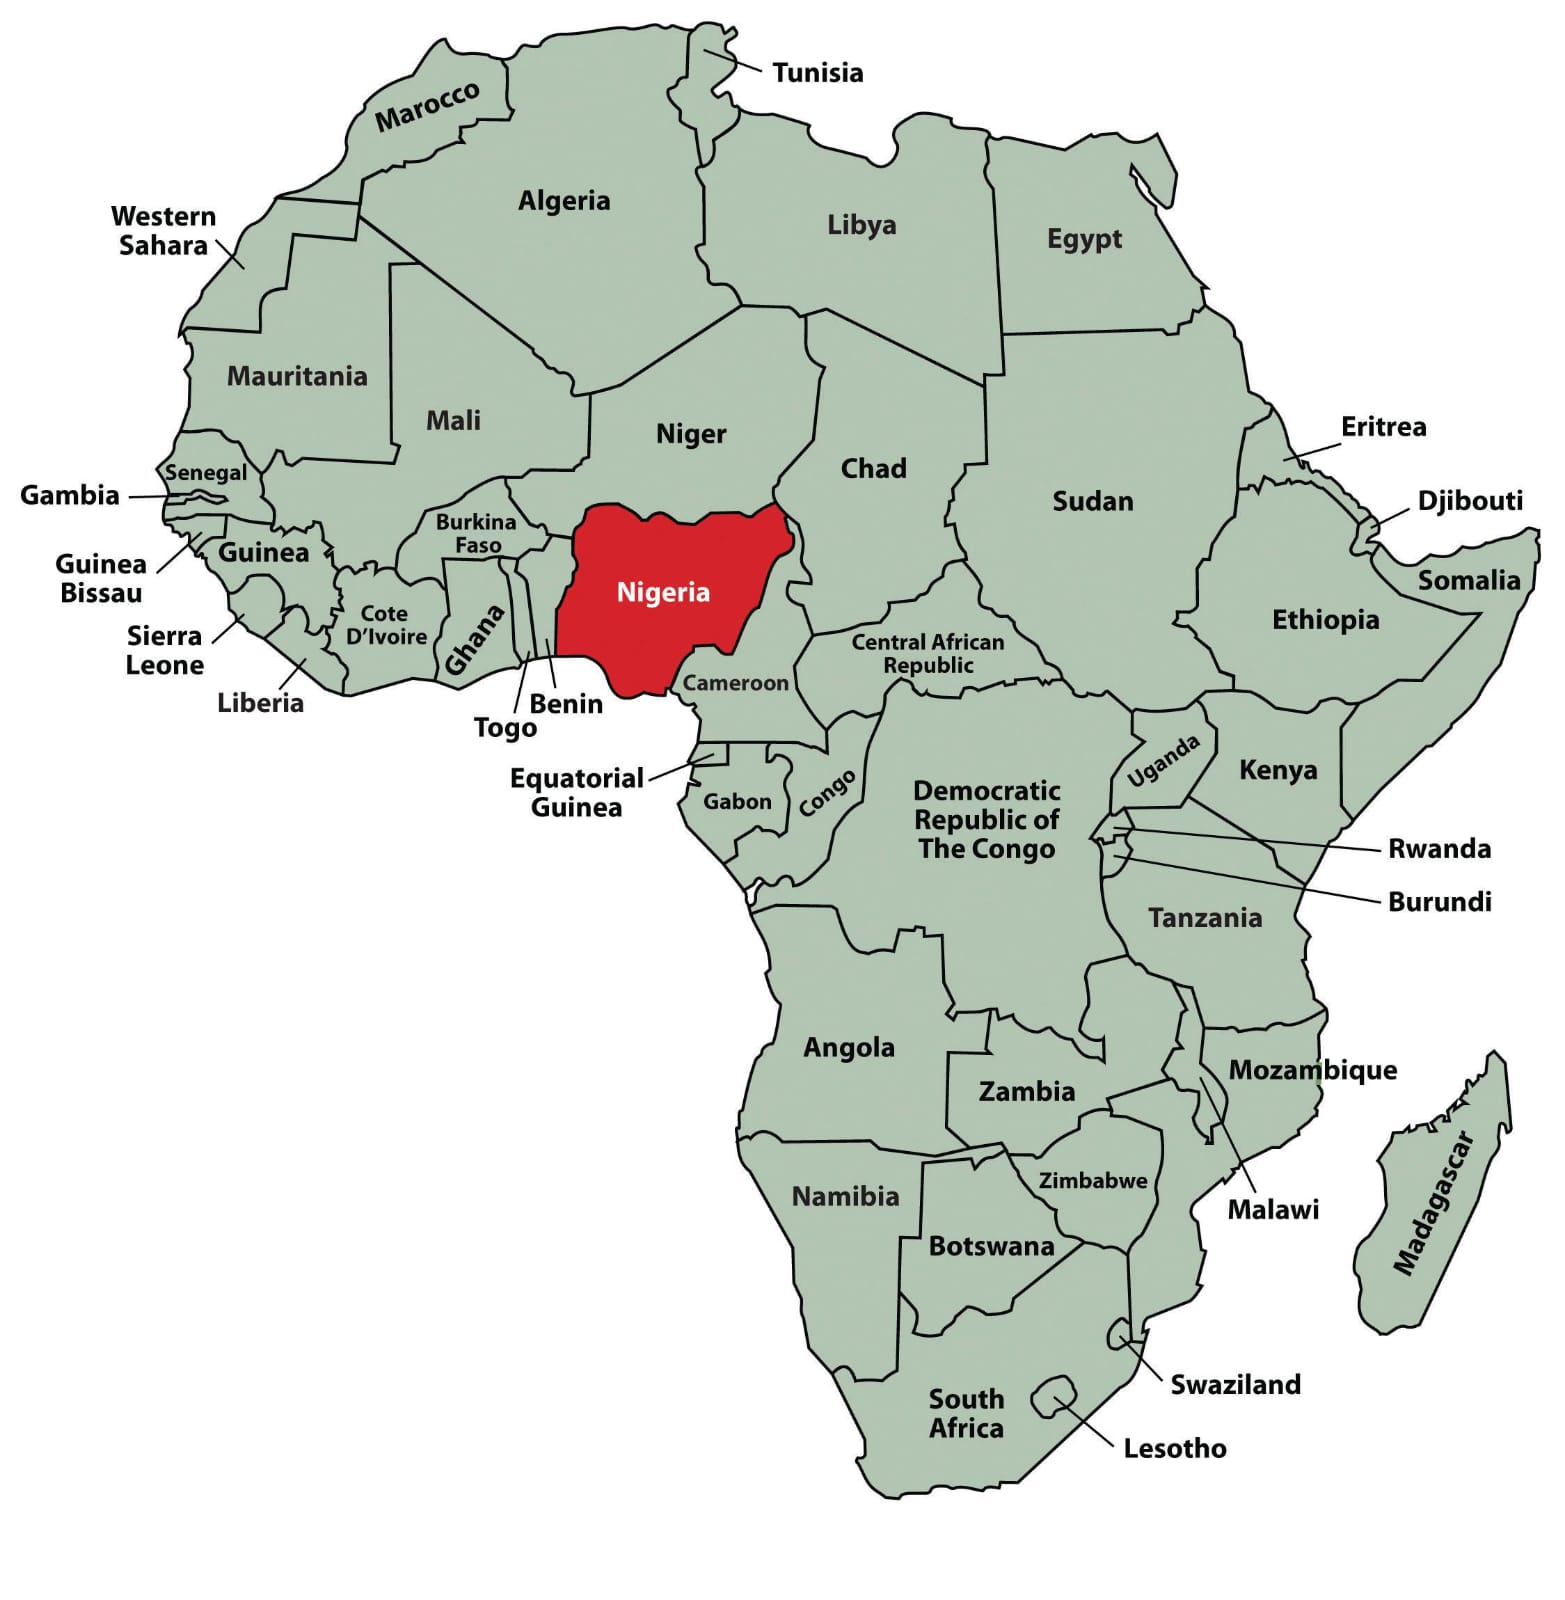 Tunisia
Marocco
Algeria
Libya
Egypt
Western
Sahara
Mauritania
Mali
Niger
Chad
Sudan
Eritrea
Djibouti
Senegal
Gambia
Burkina
Faso
Guinea
Guinea
Bissau
Nigeria
Somalia
Ethiopia
Cote
D'Ivoire
Ghana
Sierra
Leone
Liberia
Central African
Republic
Cameroon
Benin
Togo
Equatorial
Guinea
Gabon
Congo
Democratic
Republic of
The Congo
Uganda
Kenya
Rwanda
Burundi
Tanzania
Angola
Zambia
Mozambique
Malawi
Madagascar
Namibia
Zimbabwe
Botswana
Swaziland
South
Africa
Lesotho